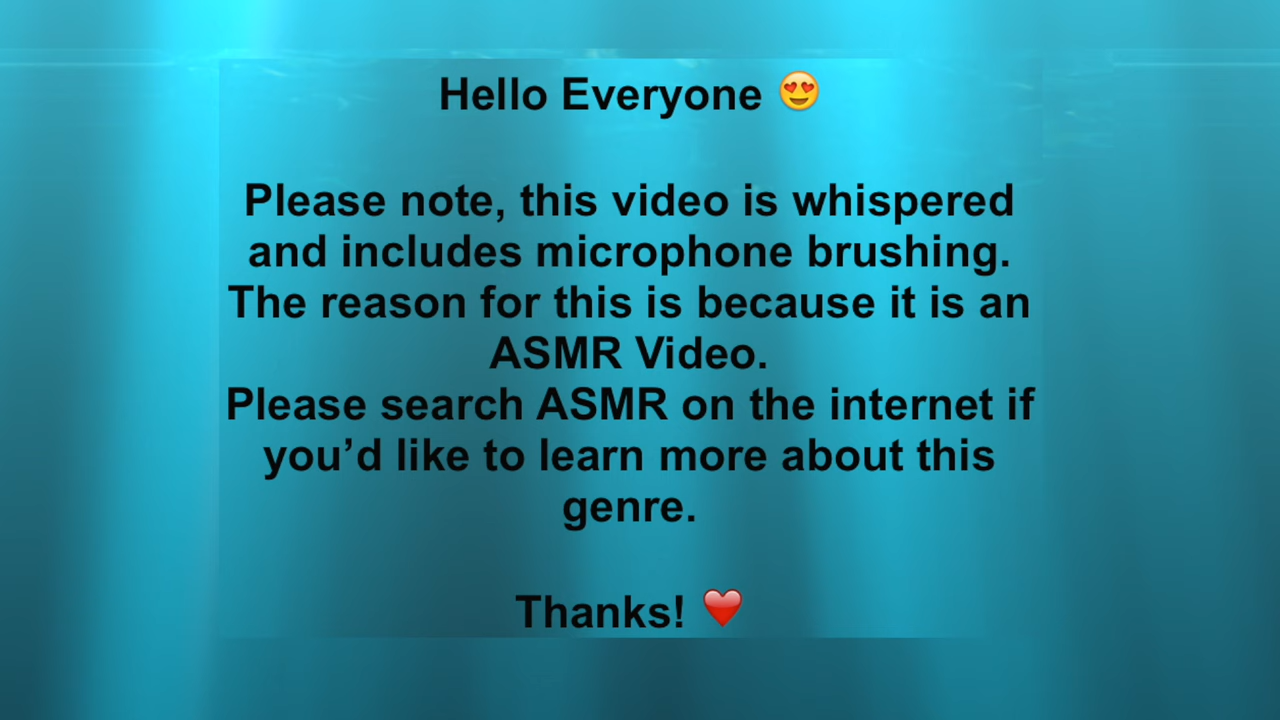 Hello Everyone 😍
Please note, this video is whispered
and includes microphone brushing.
The reason for this is because it is an
ASMR Video.
Please search ASMR on the internet if
you’d like to learn more about this
genre.
Thanks! ❤️